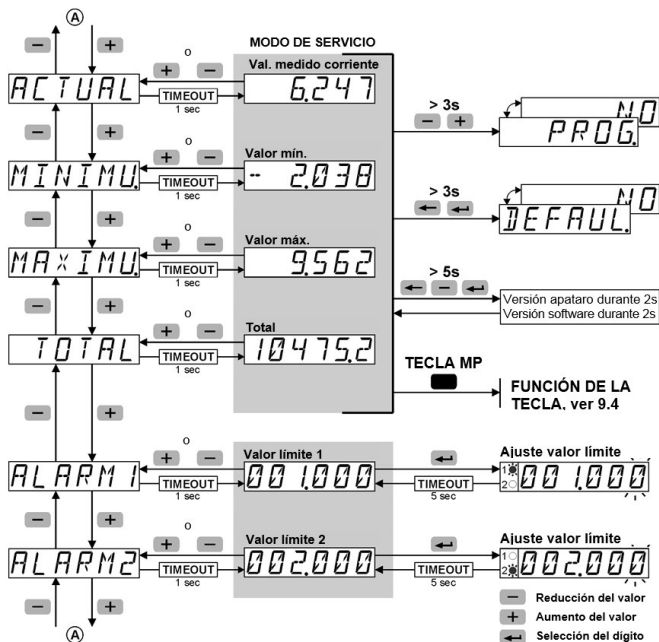 A
o
MODO DE SERVICIO
Val. medido corriente
ACTUAL
TIMEOUT
1 sec
6.247
> 3s
NO
PROG.
o
Valor mín.
MINIMU.
TIMEOUT
1 sec
- 2.038
> 3s
NO
DEFAUL.
o
Valor máx.
MAXIMU.
TIMEOUT
1 sec
9.562
> 5s
Versión apataro durante 2s
Versión software durante 2s
o
Total
TOTAL
TIMEOUT
1 sec
10475.2
TECLA MP
FUNCIÓN DE LA
TECLA, ver 9.4
o
Valor límite 1
Ajuste valor límite
ALARM1
TIMEOUT
1 sec
001.000
TIMEOUT
5 sec
1
2
001.000
o
Valor límite 2
Ajuste valor límite
ALARM2
TIMEOUT
1 sec
002.000
TIMEOUT
5 sec
1
2
002.000
− Reducción del valor
+ Aumento del valor
Selección del dígito
A